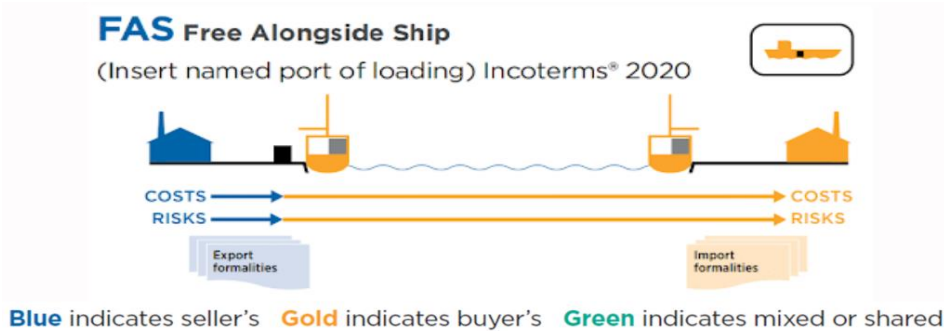 FAS Free Alongside Ship
(Insert named port of loading) Incoterms® 2020
COSTS COSTS
RISKS RISKS
Export
formalities
Import
formalities
Blue indicates seller's Gold indicates buyer's Green indicates mixed or shared